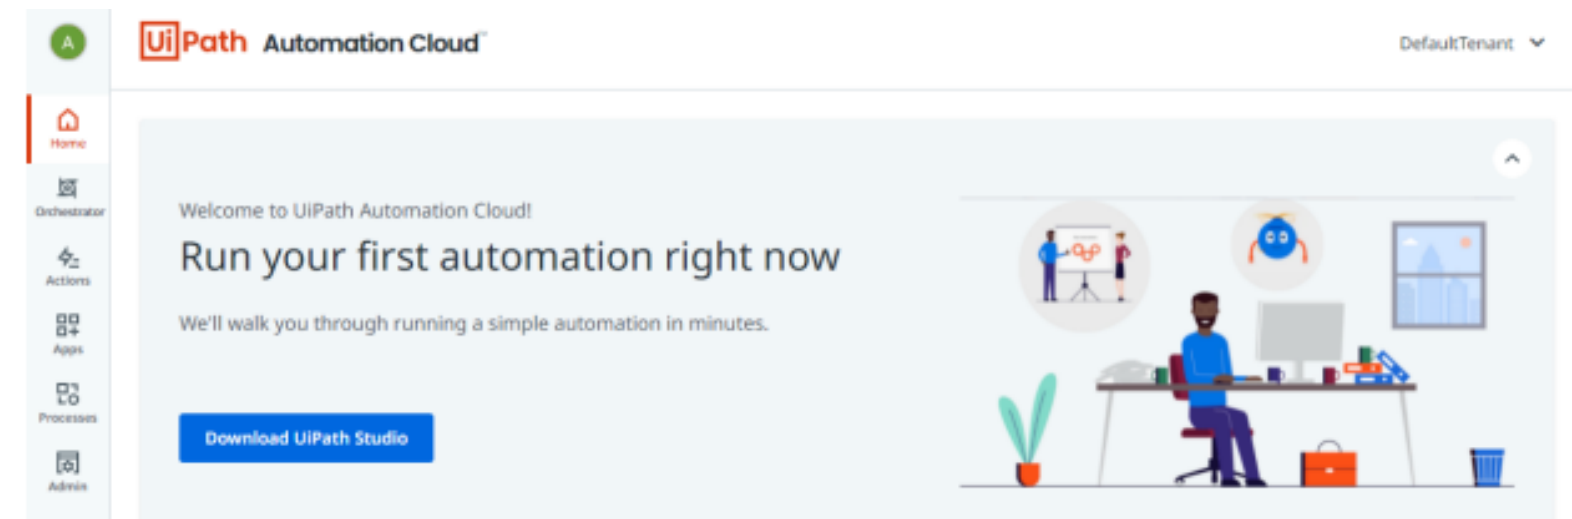 A
UiPath Automation Cloud™
DefaultTenant
Home
Orchestrator
Actions
Apps
Processes
Admin
Welcome to UiPath Automation Cloud!
Run your first automation right now
We'll walk you through running a simple automation in minutes.
Download UiPath Studio